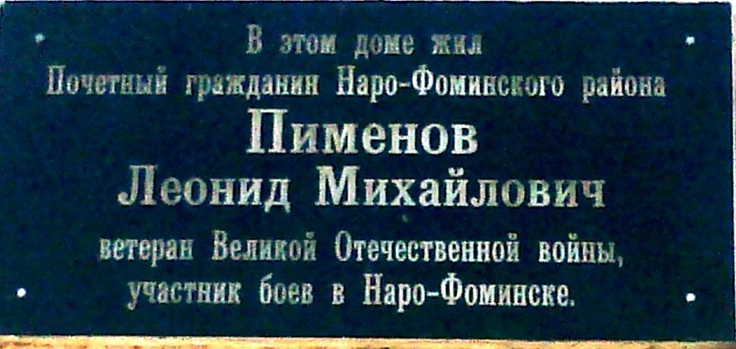 В этом доме жил
Почетный гражданин Наро-Фоминского района
Пименов
Леонид Михайлович
ветеран Великой Отечественной войны,
участник боев в Наро-Фоминске.